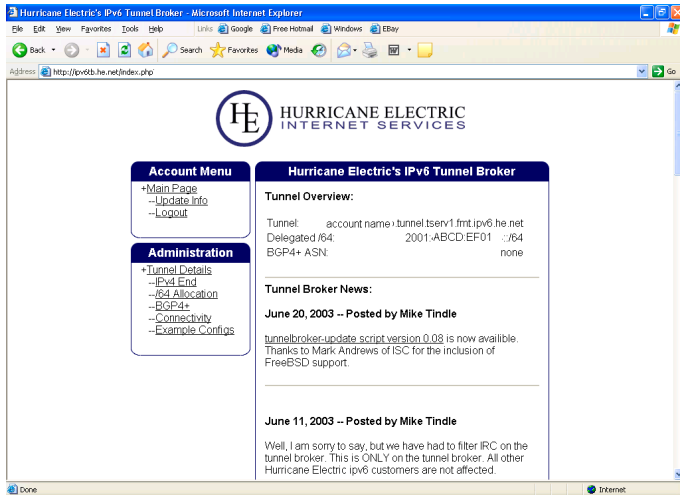 Hurricane Electric's IPv6 Tunnel Broker - Microsoft Internet Explorer
File Edit View Favorites Tools Help Links Google Free Hotmail Windows EBay
Back Search Favorites Media
Address http://ipv6tb.he.net/index.php Go
HE HURRICANE ELECTRIC
INTERNET SERVICES
Account Menu
+Main Page
--Update Info
--Logout
Administration
+Tunnel Details
--IPv4 End
--/64 Allocation
--BGP4+
--Connectivity
--Example Configs
Hurricane Electric's IPv6 Tunnel Broker
Tunnel Overview:
Tunnel: account name.tunnel.tserv1.fmt.ipv6.he.net
Delegated /64: 2001:ABCD:EF01 ::/64
BGP4+ ASN: none
Tunnel Broker News:
June 20, 2003 -- Posted by Mike Tindle
tunnelbroker-update script version 0.08 is now availible.
Thanks to Mark Andrews of ISC for the inclusion of
FreeBSD support.
June 11, 2003 -- Posted by Mike Tindle
Well, I am sorry to say, but we have had to filter IRC on the
tunnel broker. This is ONLY on the tunnel broker. All other
Hurricane Electric ipv6 customers are not affected.
Done Internet